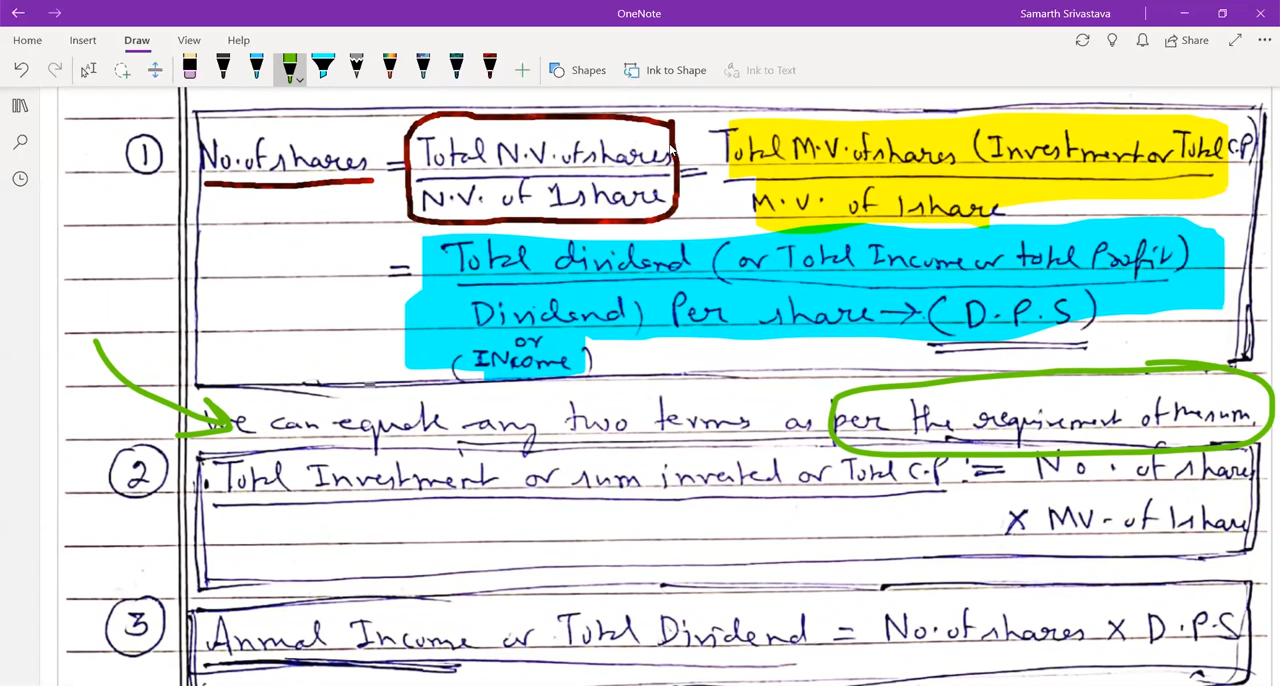 OneNote
Samarth Srivastava
Home Insert Draw View Help
Share
Shapes Ink to Shape Ink to Text
① No. of shares = Total N.V. of shares / N.V. of 1 share = Total M.V. of shares (Investment or Total C.P) / M.V. of 1 share
= Total dividend (or Total Income or total Profit)
Dividend) Per share → (D.P.S)
or
(INcome)
We can equate any two terms as per the requirement of the sum.
② Total Investment or sum invested or Total C.P := No. of shares
x MV. of 1 share
③ Annual Income or Total Dividend = No. of shares x D.P.S